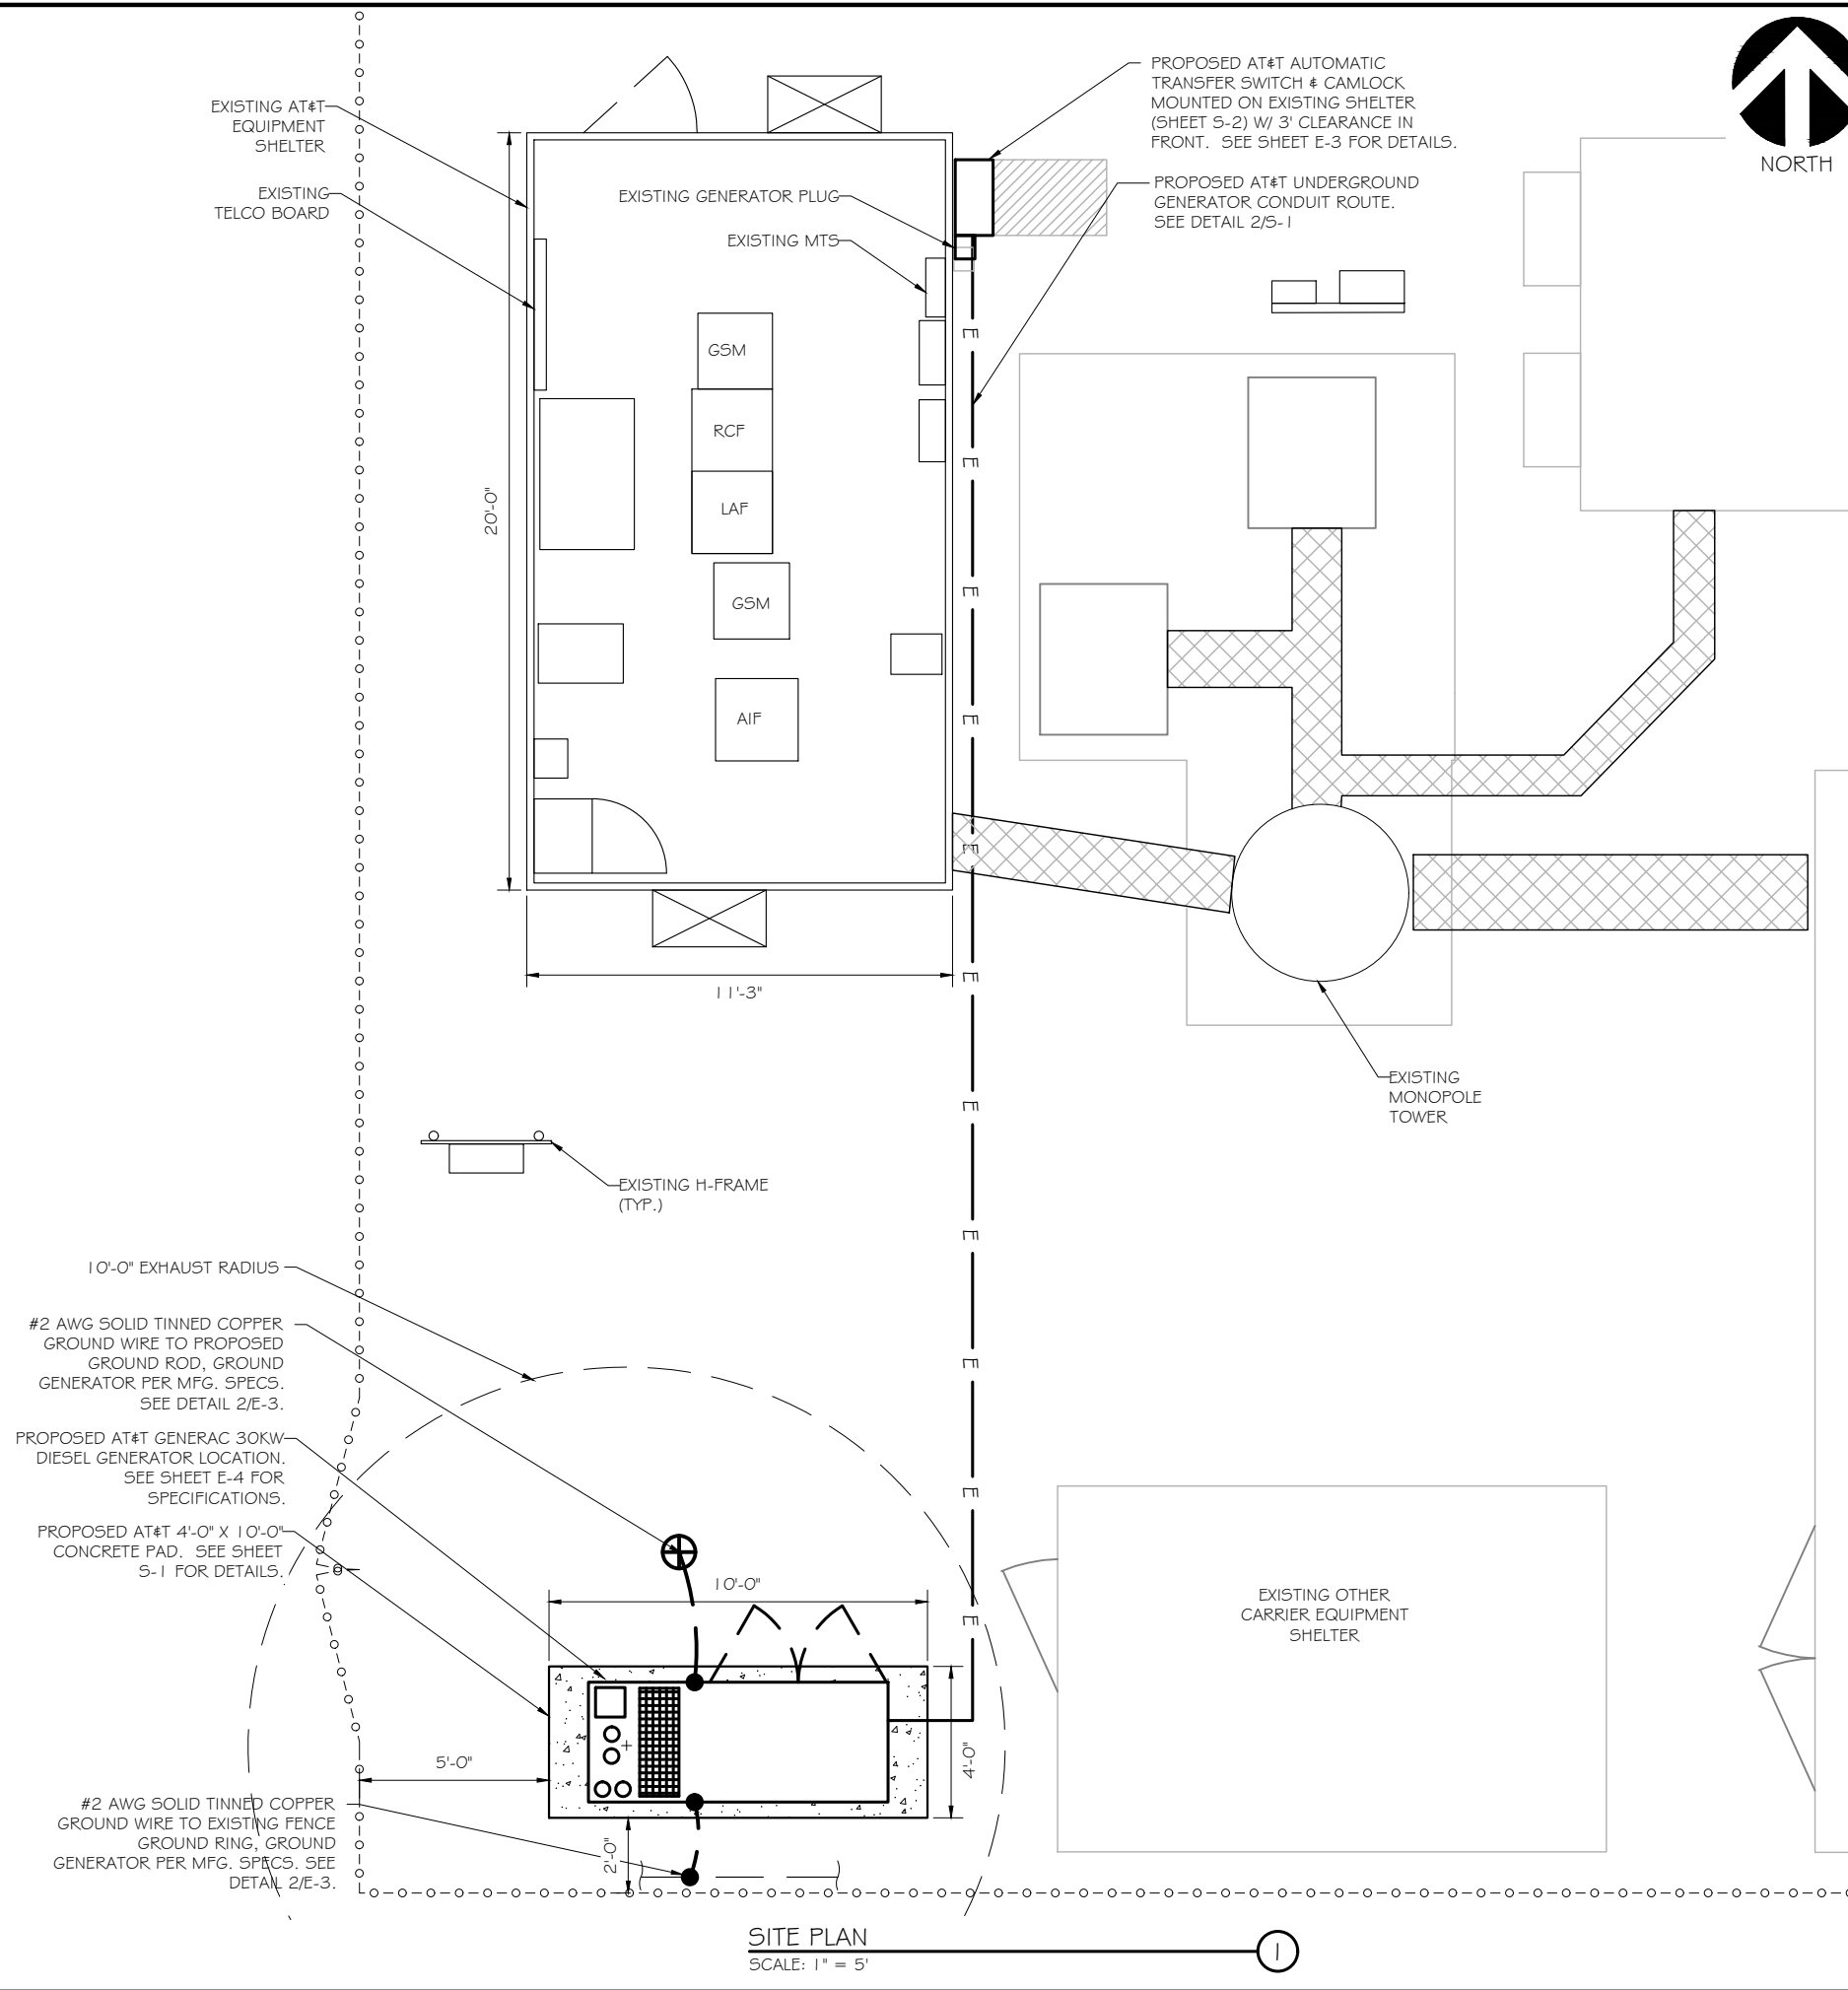 PROPOSED AT&T AUTOMATIC
TRANSFER SWITCH & CAMLOCK
MOUNTED ON EXISTING SHELTER
(SHEET S-2) W/ 3' CLEARANCE IN
FRONT. SEE SHEET E-3 FOR DETAILS.
NORTH
EXISTING AT&T
EQUIPMENT
SHELTER
EXISTING
TELCO BOARD
EXISTING GENERATOR PLUG
EXISTING MTS
PROPOSED AT&T UNDERGROUND
GENERATOR CONDUIT ROUTE.
SEE DETAIL 2/S-1
GSM
RCF
LAF
GSM
AIF
20'-0"
11'-3"
E
E
E
E
E
E
E
E
E
E
E
EXISTING
MONOPOLE
TOWER
EXISTING H-FRAME
(TYP.)
10'-0" EXHAUST RADIUS
#2 AWG SOLID TINNED COPPER
GROUND WIRE TO PROPOSED
GROUND ROD, GROUND
GENERATOR PER MFG. SPECS.
SEE DETAIL 2/E-3.
PROPOSED AT&T GENERAC 30KW
DIESEL GENERATOR LOCATION.
SEE SHEET E-4 FOR
SPECIFICATIONS.
PROPOSED AT&T 4'-0" X 10'-0"
CONCRETE PAD. SEE SHEET
S-1 FOR DETAILS.
10'-0"
5'-0"
4'-0"
2'-0"
EXISTING OTHER
CARRIER EQUIPMENT
SHELTER
#2 AWG SOLID TINNED COPPER
GROUND WIRE TO EXISTING FENCE
GROUND RING, GROUND
GENERATOR PER MFG. SPECS. SEE
DETAIL 2/E-3.
SITE PLAN
SCALE: 1" = 5'
1